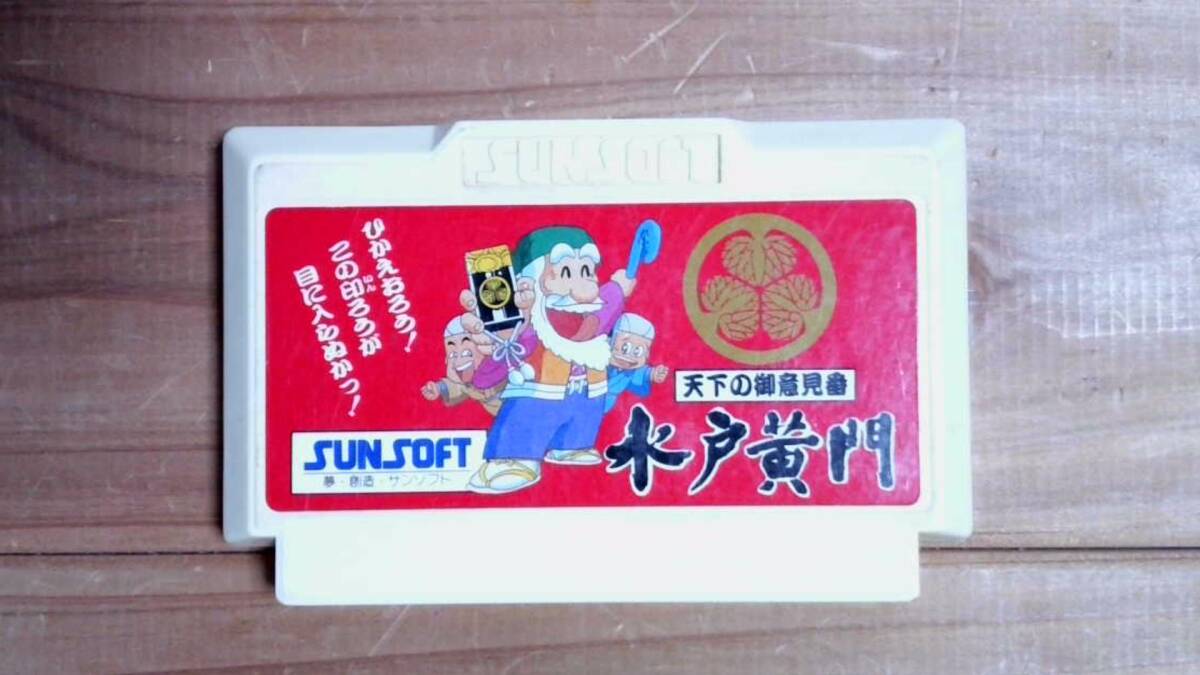 SUNSOFT
ひかえおろう!
この印ろうが
いん
目に入らぬかっ!
天下の御意見番
水戸黄門
SUNSOFT
夢・創造・サンソフト